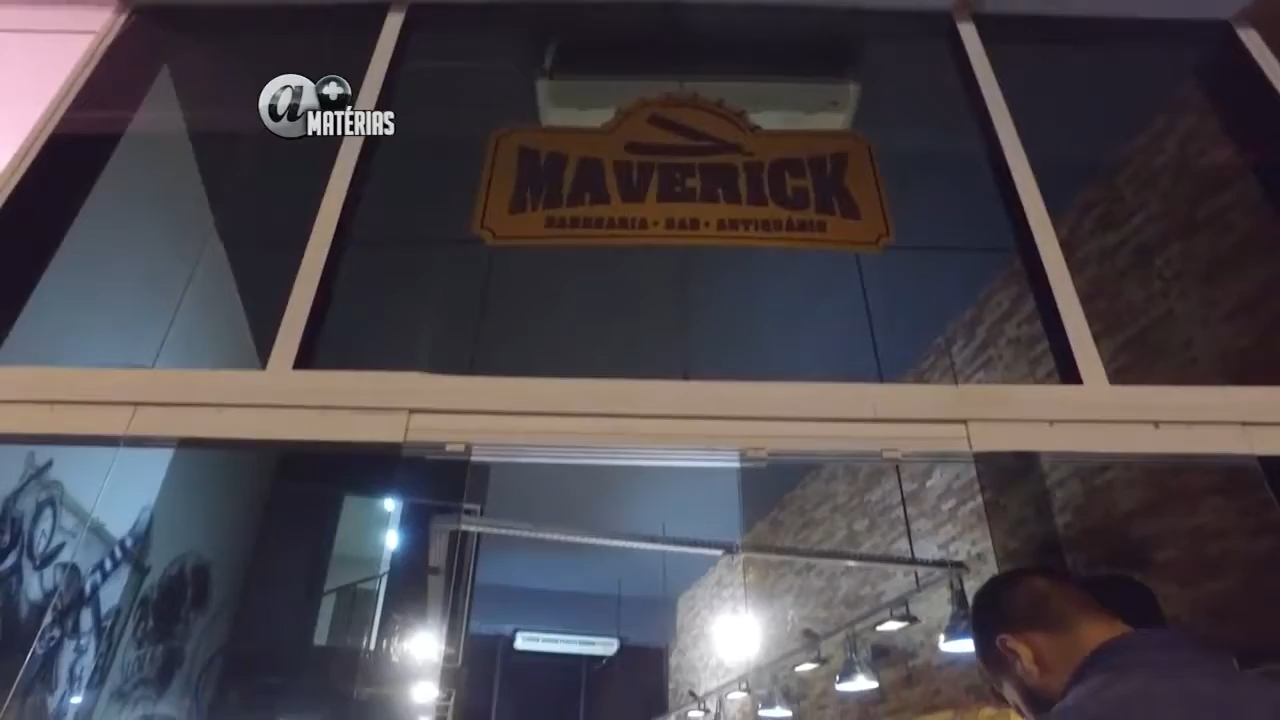 @+
MATÉRIAS
MAVERICK
BARBEARIA • BAR • ANTIQUÁRIO